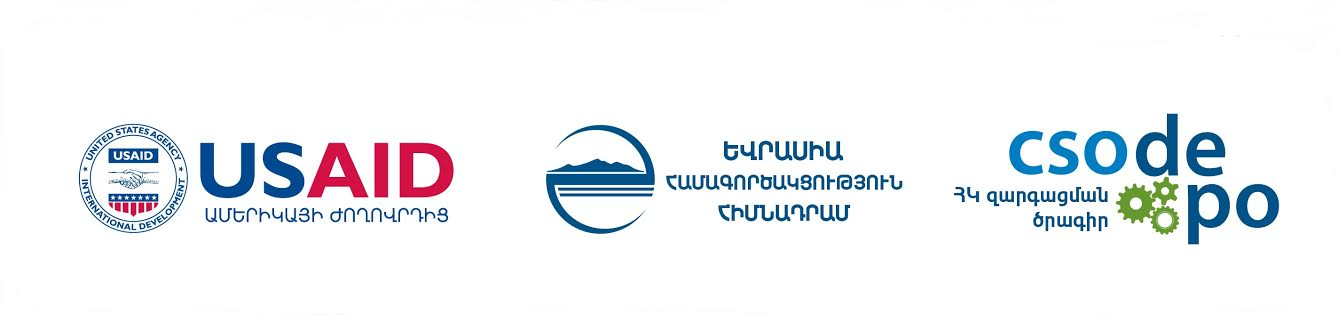 UNITED STATES AGENCY
INTERNATIONAL DEVELOPMENT
USAID
USAID
ԱՄԵՐԻԿԱՅԻ ԺՈՂՈՎՐԴԻՑ
ԵՎՐԱՍԻԱ
ՀԱՄԱԳՈՐԾԱԿՑՈՒԹՅՈՒՆ
ՀԻՄՆԱԴՐԱՄ
csode
po
ՀԿ զարգացման
ծրագիր